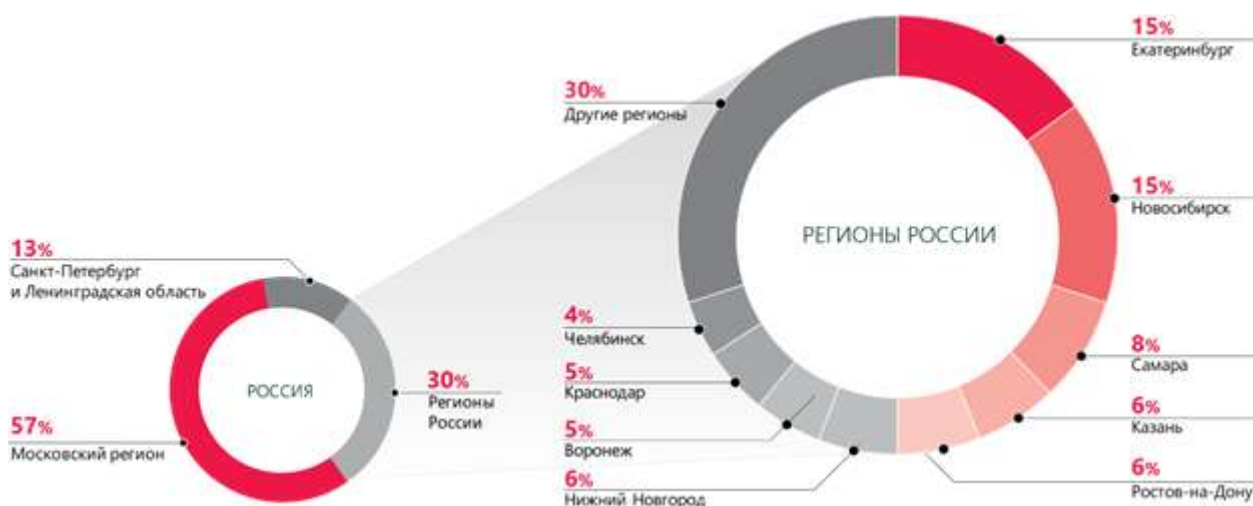 13%
Санкт-Петербург
и Ленинградская область
РОССИЯ
57%
Московский регион
30%
Регионы
России
30%
Другие регионы
4%
Челябинск
5%
Краснодар
5%
Воронеж
6%
Нижний Новгород
РЕГИОНЫ РОССИИ
15%
Екатеринбург
15%
Новосибирск
8%
Самара
6%
Казань
6%
Ростов-на-Дону